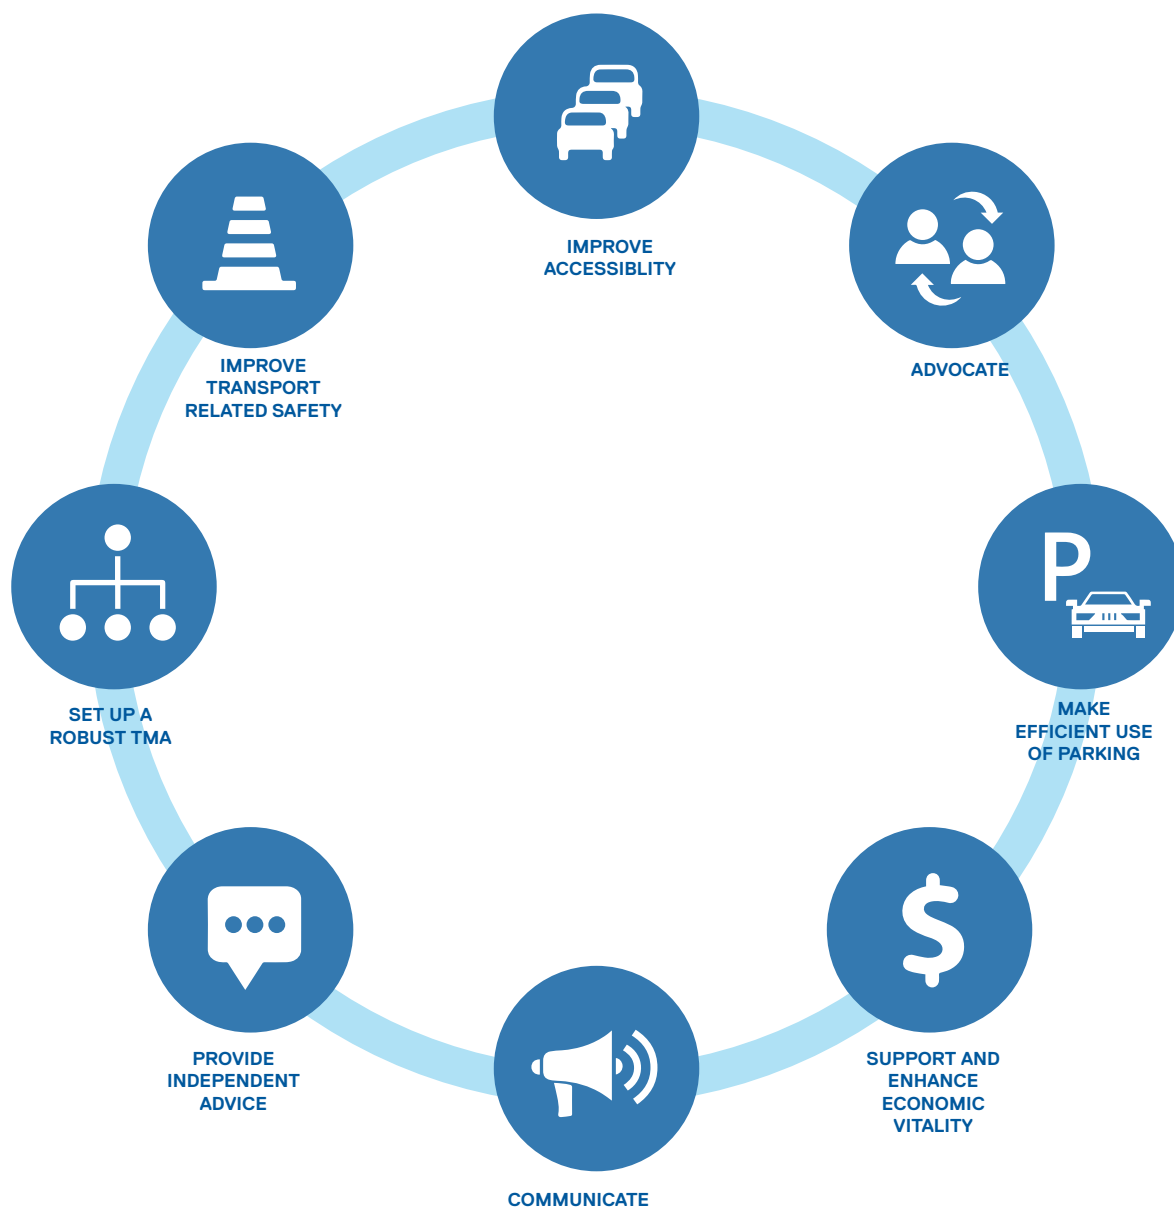 IMPROVE
ACCESSIBLITY
ADVOCATE
P
MAKE
EFFICIENT USE
OF PARKING
$
SUPPORT AND
ENHANCE
ECONOMIC
VITALITY
COMMUNICATE
PROVIDE
INDEPENDENT
ADVICE
SET UP A
ROBUST TMA
IMPROVE
TRANSPORT
RELATED SAFETY